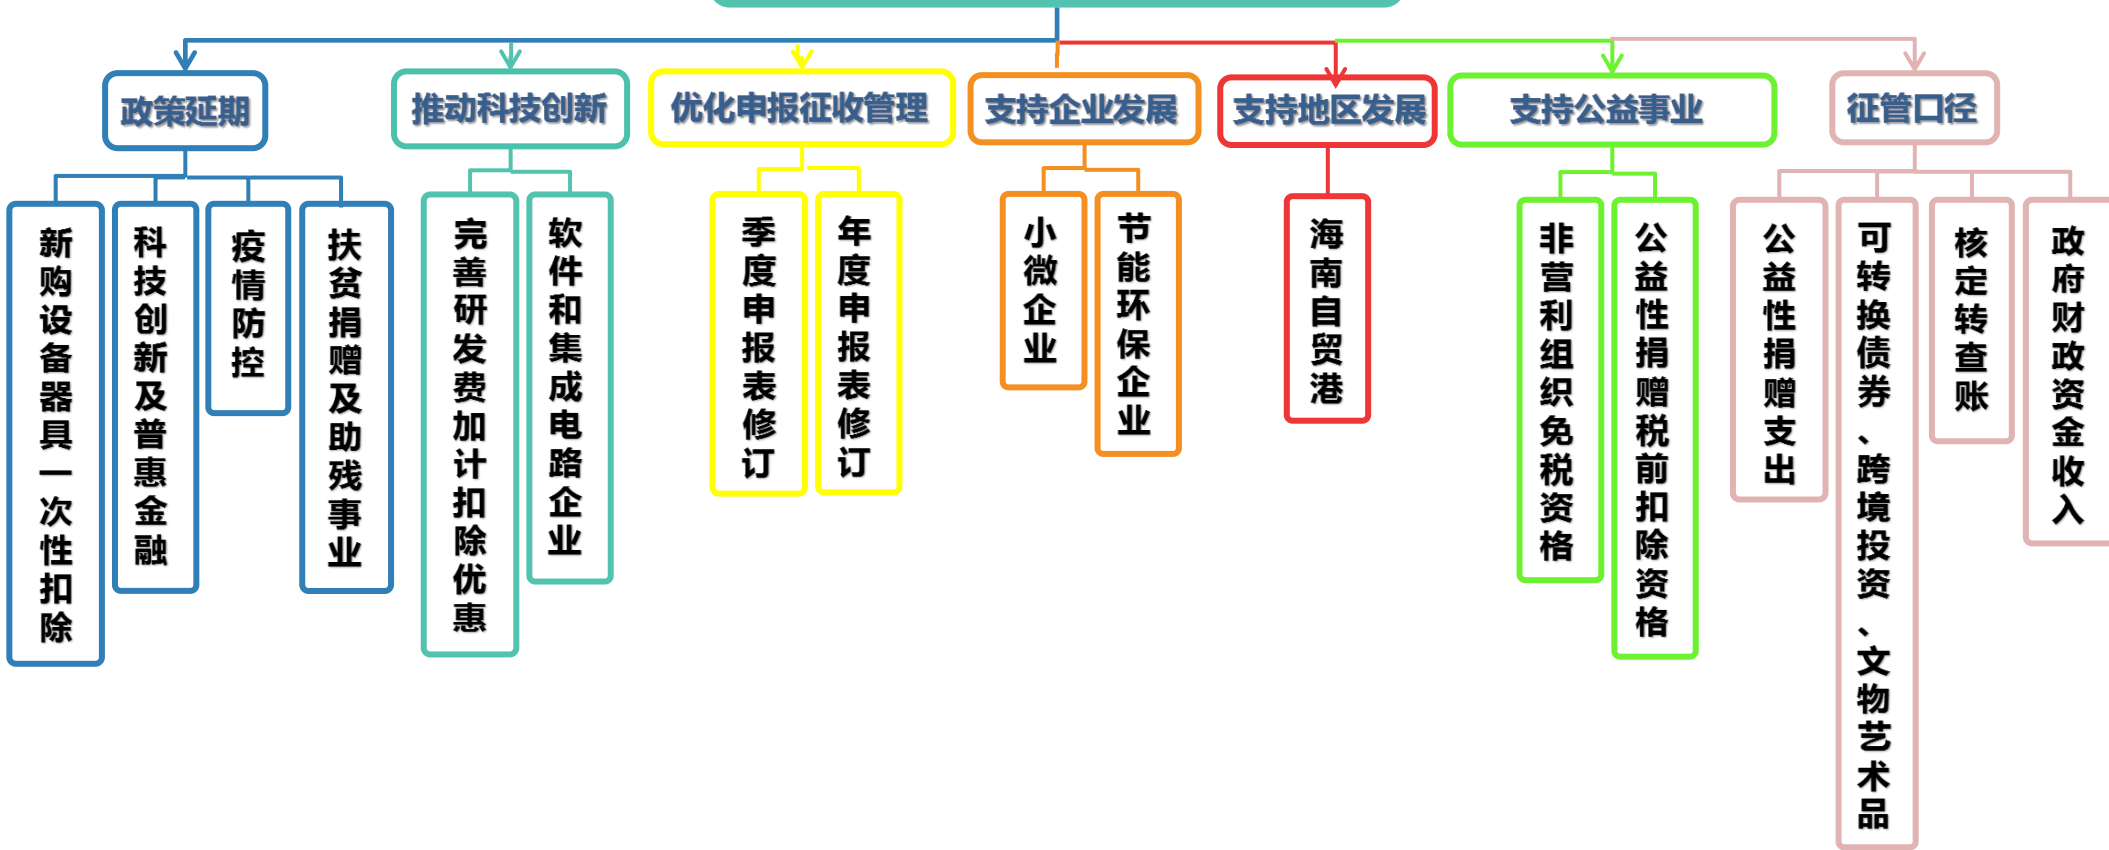 政策延期
推动科技创新
优化申报征收管理
支持企业发展
支持地区发展
支持公益事业
征管口径
新购设备器具一次性扣除
科技创新及普惠金融
疫情防控
扶贫捐赠及助残事业
完善研发费加计扣除优惠
软件和集成电路企业
季度申报表修订
年度申报表修订
小微企业
节能环保企业
海南自贸港
非营利组织免税资格
公益性捐赠税前扣除资格
公益性捐赠支出
可转换债券、跨境投资、文物艺术品
核定转查账
政府财政资金收入